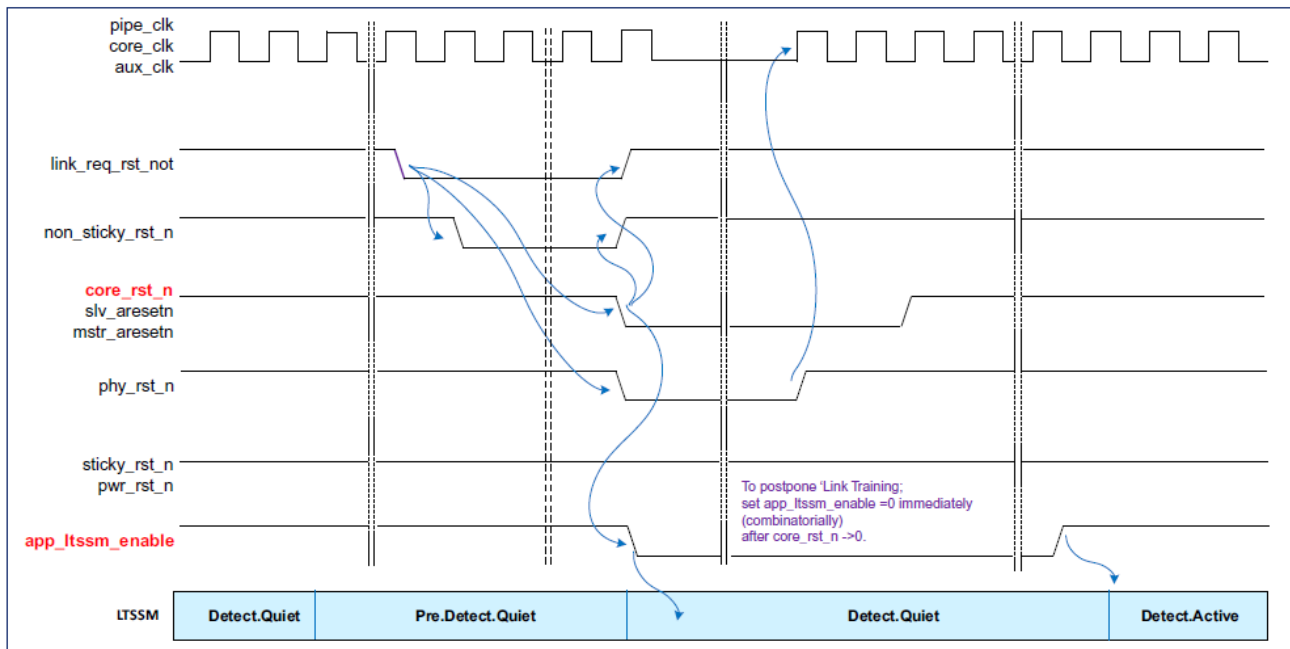 pipe_clk
core_clk
aux_clk
link_req_rst_not
non_sticky_rst_n
core_rst_n
slv_aresetn
mstr_aresetn
phy_rst_n
sticky_rst_n
pwr_rst_n
To postpone ‘Link Training;
set app_ltssm_enable =0 immediately
(combinatorially)
after core_rst_n ->0.
app_ltssm_enable
LTSSM Detect.Quiet Pre.Detect.Quiet Detect.Quiet Detect.Active